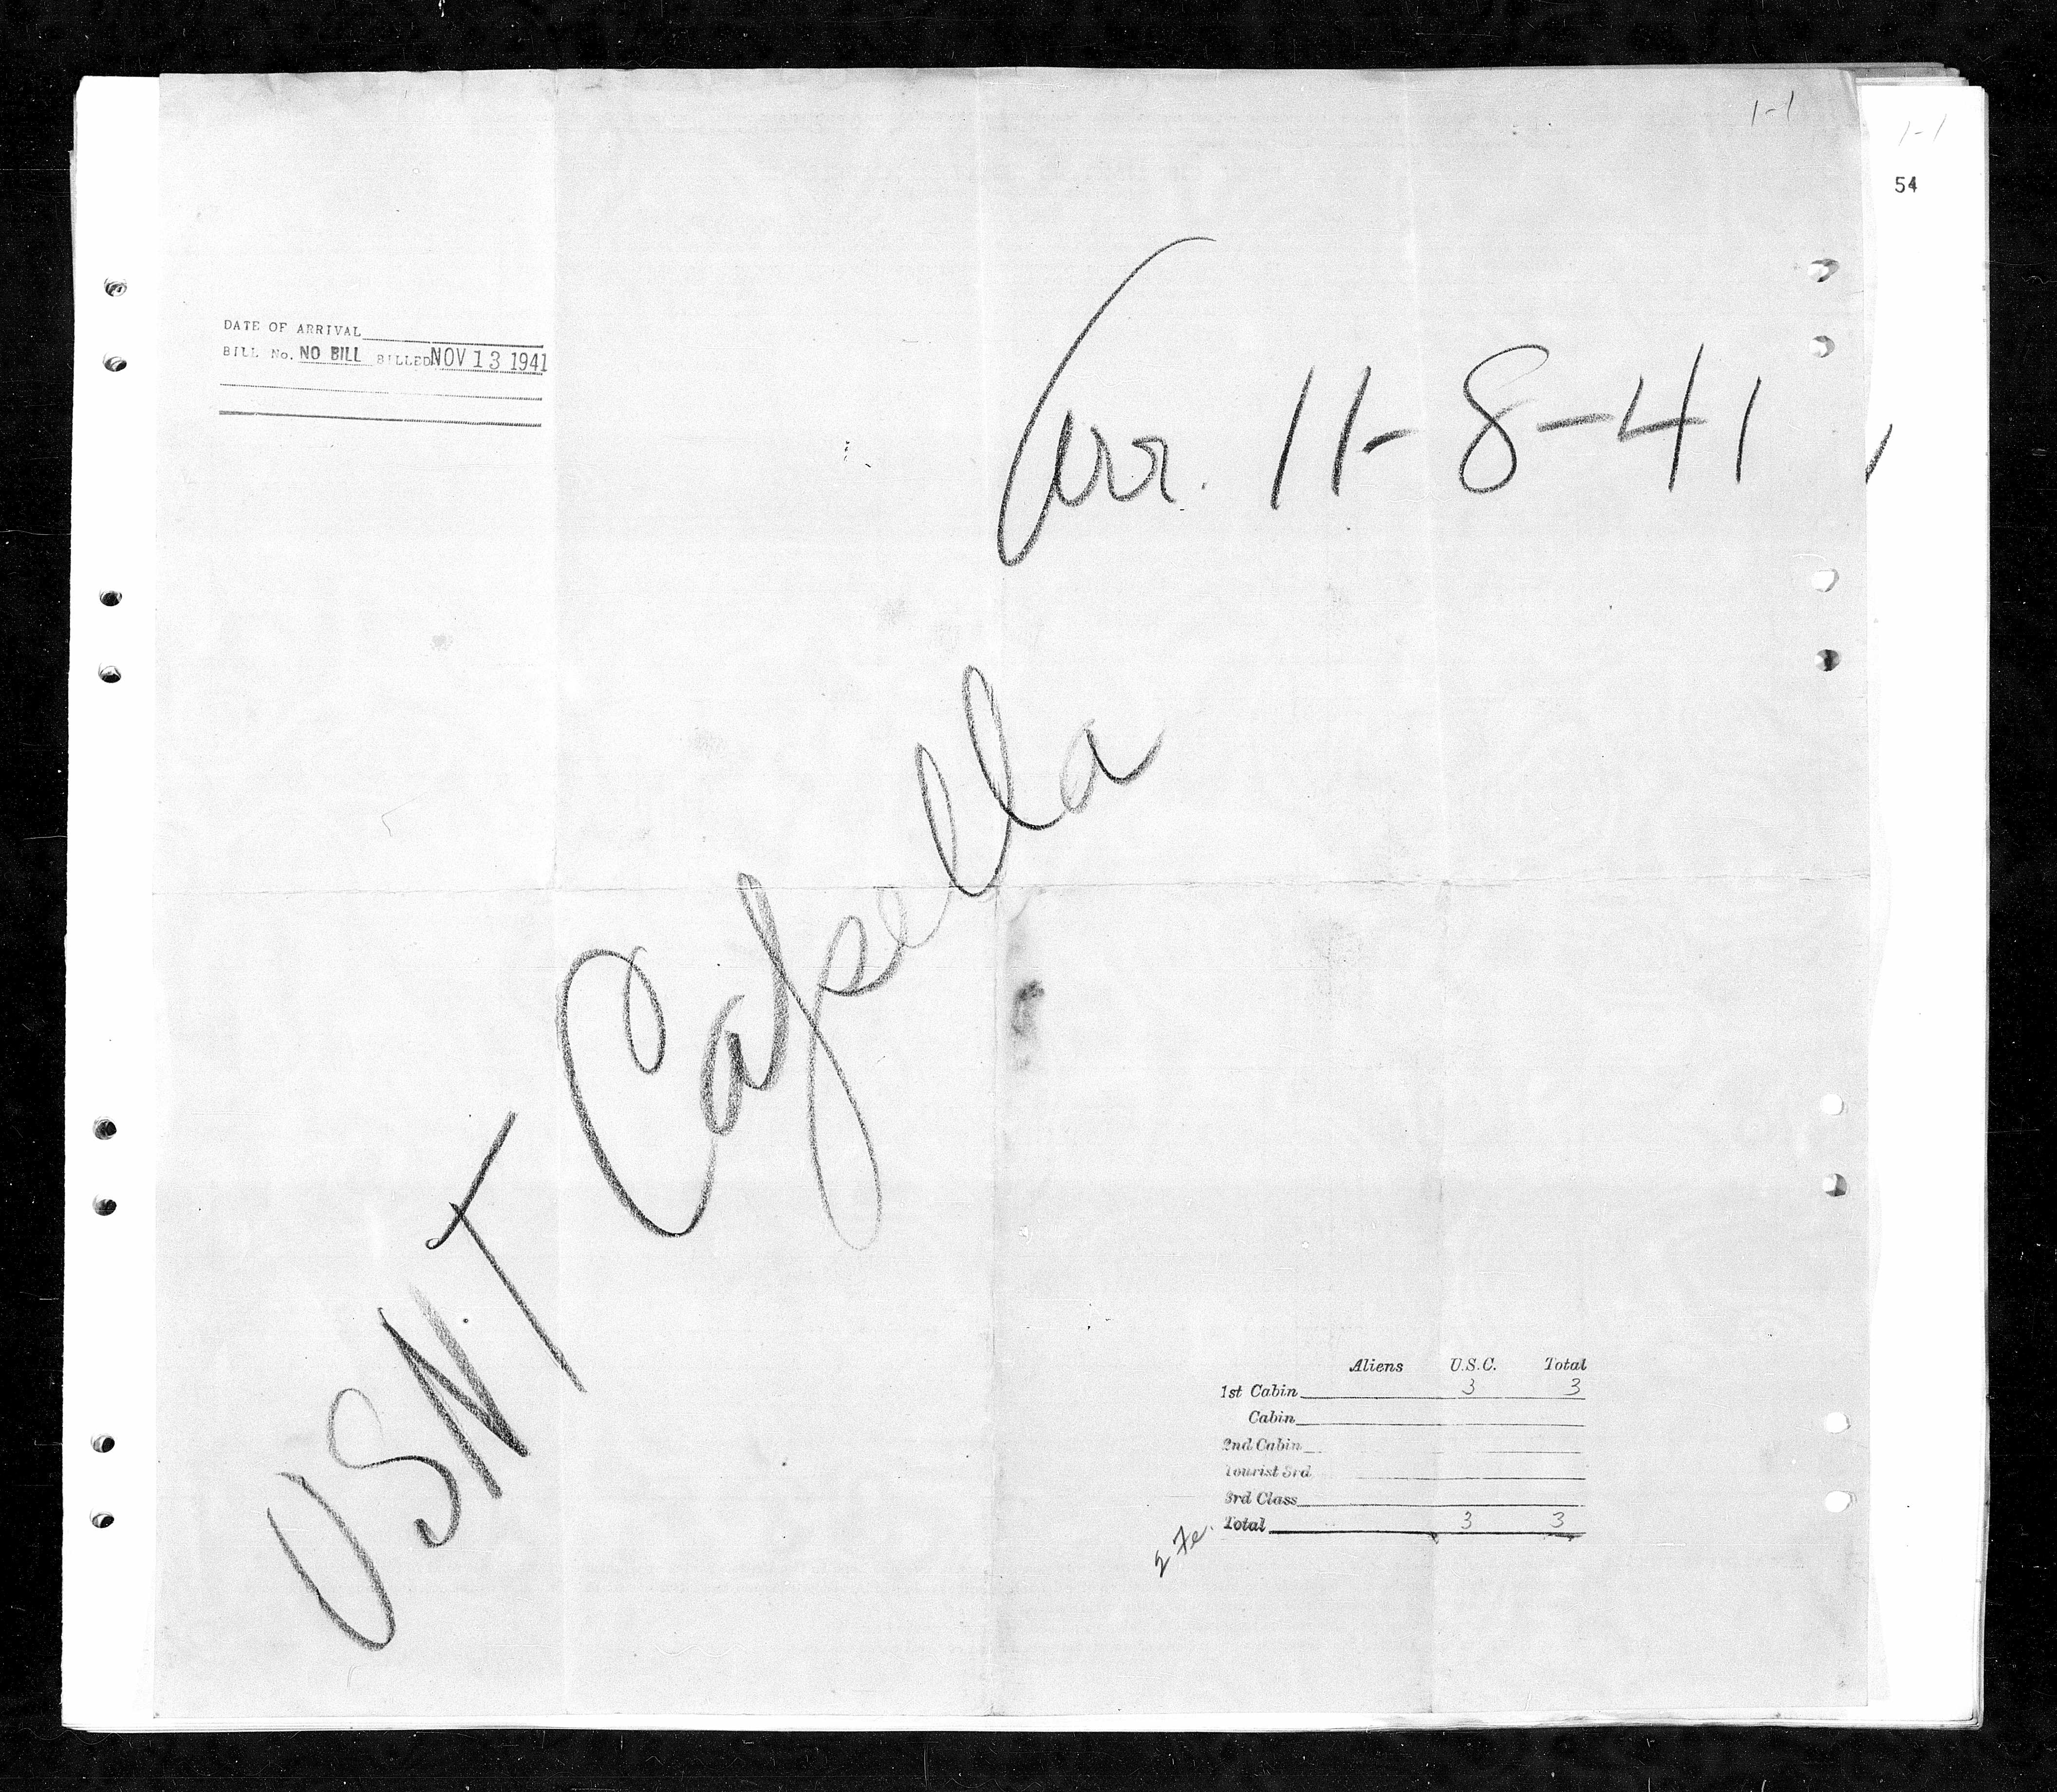 1-1
1-1
54
DATE OF ARRIVAL
BILL No. NO BILL BILLED NOV 13 1941
Arr. 11-8-41
USNT Capella
Aliens U.S.C. Total
1st Cabin 3 3
Cabin
2nd Cabin
Tourist 3rd
3rd Class
Total 3 3
2 Fe.